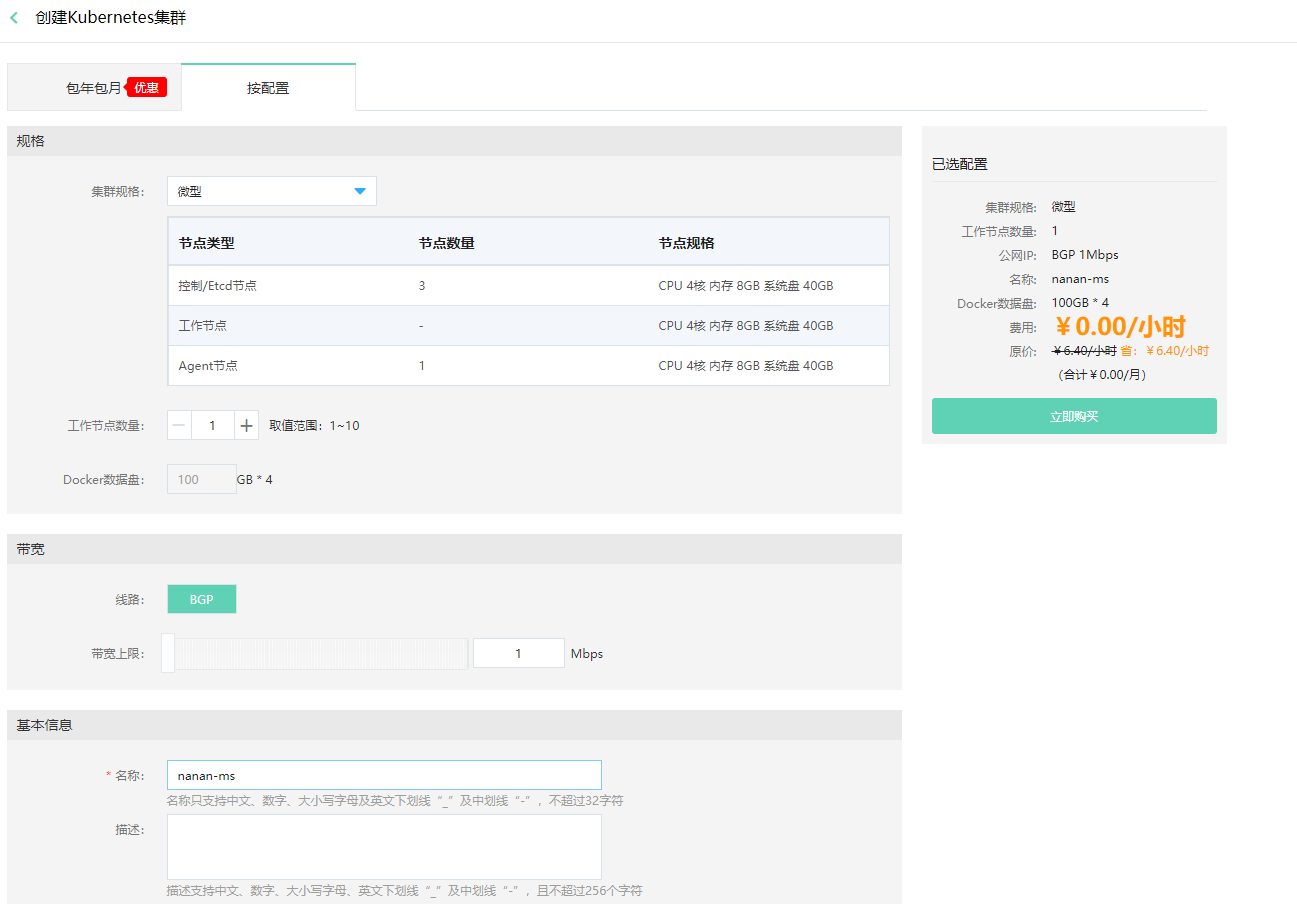 创建Kubernetes集群
包年包月 优惠
按配置
规格
集群规格: 微型
节点类型 节点数量 节点规格
控制/Etcd节点 3 CPU 4核 内存 8GB 系统盘 40GB
工作节点 - CPU 4核 内存 8GB 系统盘 40GB
Agent节点 1 CPU 4核 内存 8GB 系统盘 40GB
工作节点数量: 1 取值范围：1~10
Docker数据盘: 100 GB * 4
带宽
线路: BGP
带宽上限: 1 Mbps
基本信息
* 名称: nanan-ms
名称只支持中文、数字、大小写字母及英文下划线“_”及中划线“-”，不超过32字符
描述:
描述支持中文、数字、大小写字母、英文下划线“_”及中划线“-”，且不超过256个字符
已选配置
集群规格: 微型
工作节点数量: 1
公网IP: BGP 1Mbps
名称: nanan-ms
Docker数据盘: 100GB * 4
费用: ￥0.00/小时
原价: ￥6.40/小时 省：￥6.40/小时
（合计￥0.00/月）
立即购买